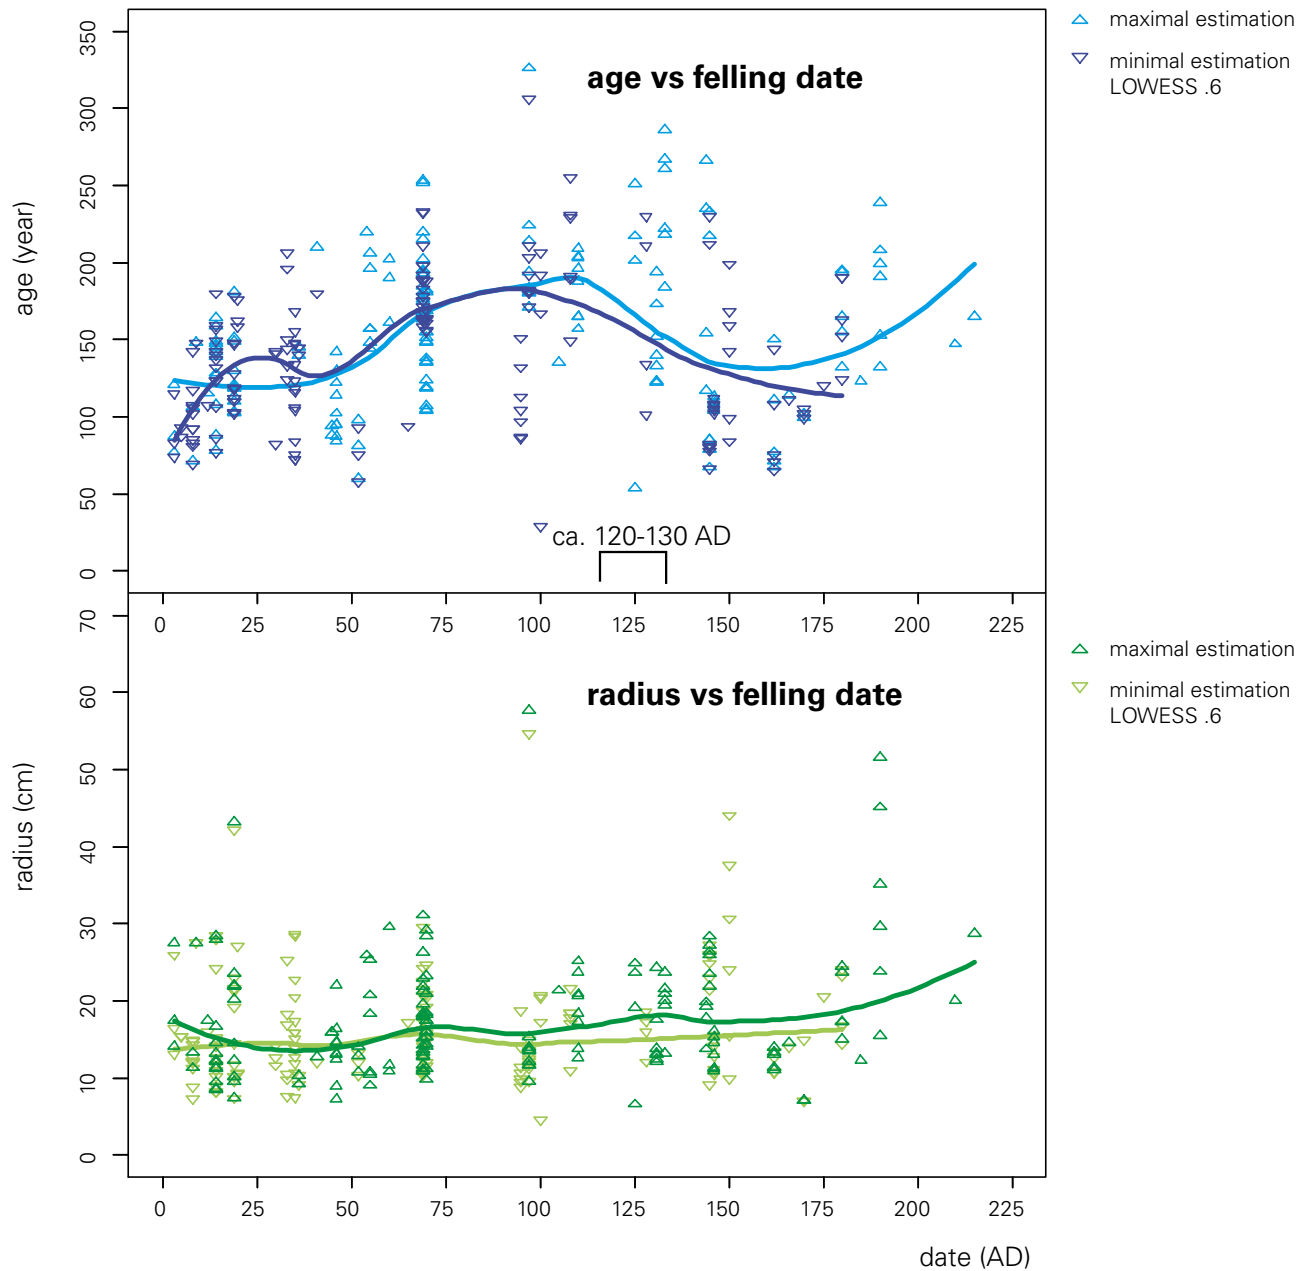 maximal estimation
minimal estimation
LOWESS .6
age vs felling date
age (year)
350
300
250
200
150
100
50
0
ca. 120-130 AD
0 25 50 75 100 125 150 175 200 225
maximal estimation
minimal estimation
LOWESS .6
radius vs felling date
radius (cm)
70
60
50
40
30
20
10
0
0 25 50 75 100 125 150 175 200 225
date (AD)